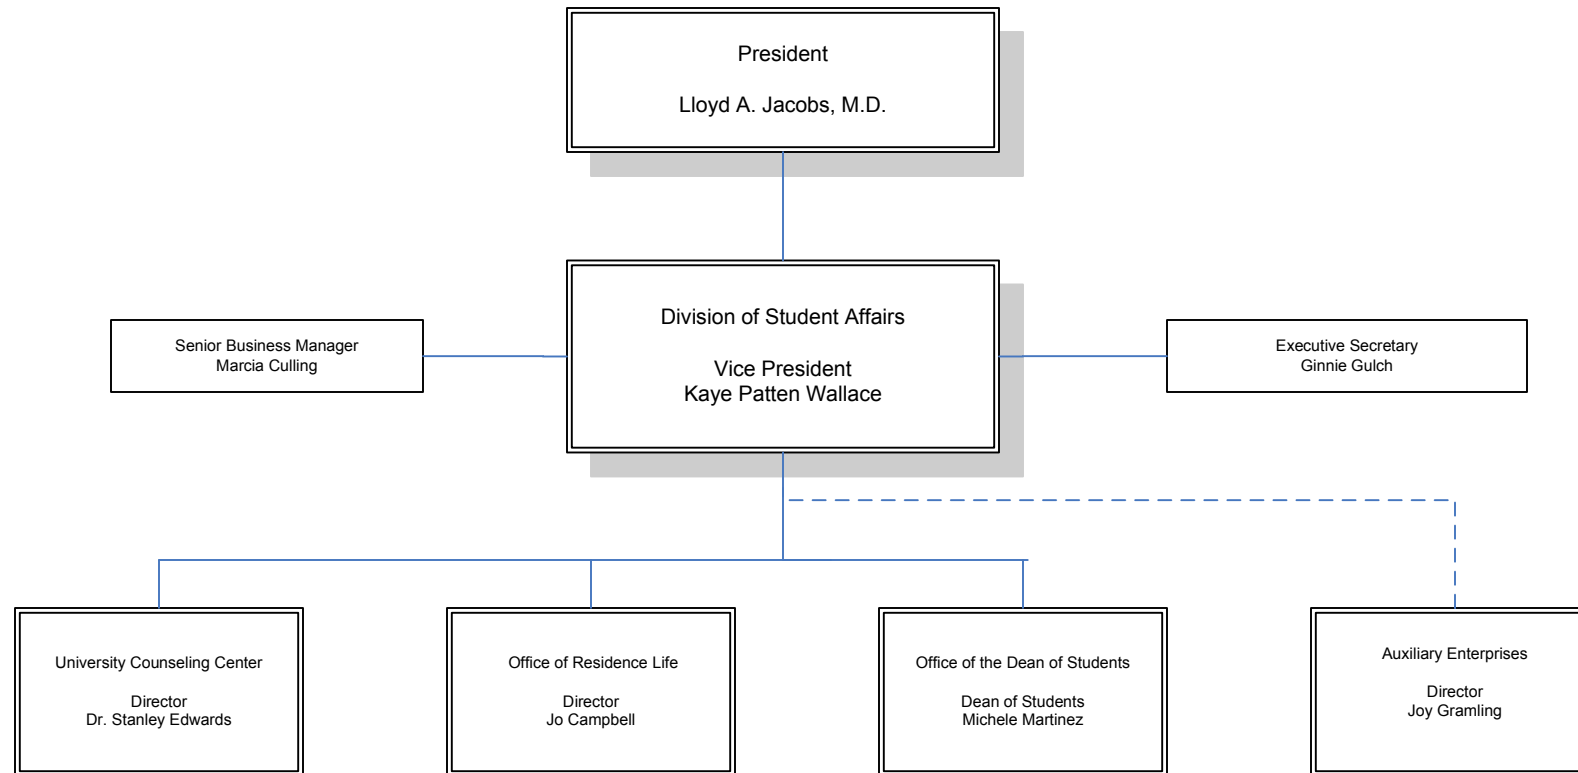 President
Lloyd A. Jacobs, M.D.
Division of Student Affairs
Vice President
Kaye Patten Wallace
Senior Business Manager
Marcia Culling
Executive Secretary
Ginnie Gulch
University Counseling Center
Director
Dr. Stanley Edwards
Office of Residence Life
Director
Jo Campbell
Office of the Dean of Students
Dean of Students
Michele Martinez
Auxiliary Enterprises
Director
Joy Gramling